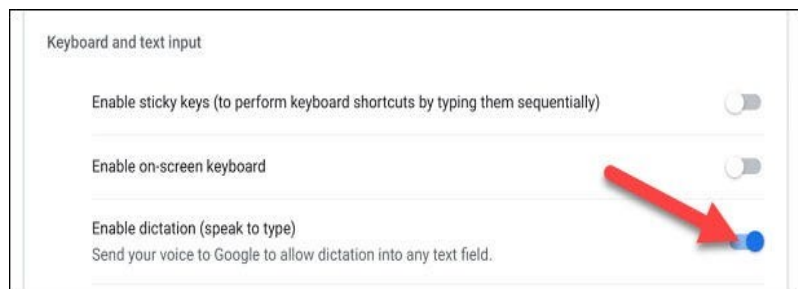 Keyboard and text input
Enable sticky keys (to perform keyboard shortcuts by typing them sequentially)
Enable on-screen keyboard
Enable dictation (speak to type)
Send your voice to Google to allow dictation into any text field.